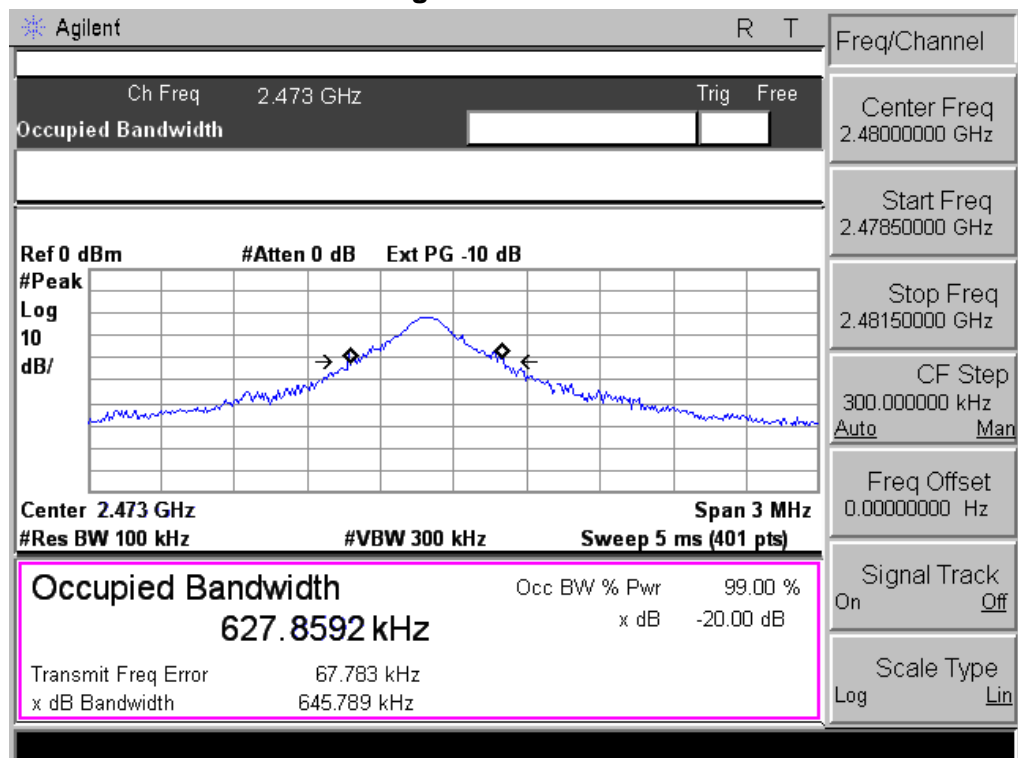 Agilent
R T
Ch Freq 2.473 GHz Trig Free
Occupied Bandwidth
Ref 0 dBm #Atten 0 dB Ext PG -10 dB
#Peak
Log
10
dB/
Center 2.473 GHz Span 3 MHz
#Res BW 100 kHz #VBW 300 kHz Sweep 5 ms (401 pts)
Occupied Bandwidth Occ BW % Pwr 99.00 %
627.8592 kHz x dB -20.00 dB
Transmit Freq Error 67.783 kHz
x dB Bandwidth 645.789 kHz
Freq/Channel
Center Freq
2.48000000 GHz
Start Freq
2.47850000 GHz
Stop Freq
2.48150000 GHz
CF Step
300.000000 kHz
Auto Man
Freq Offset
0.00000000 Hz
Signal Track
On Off
Scale Type
Log Lin